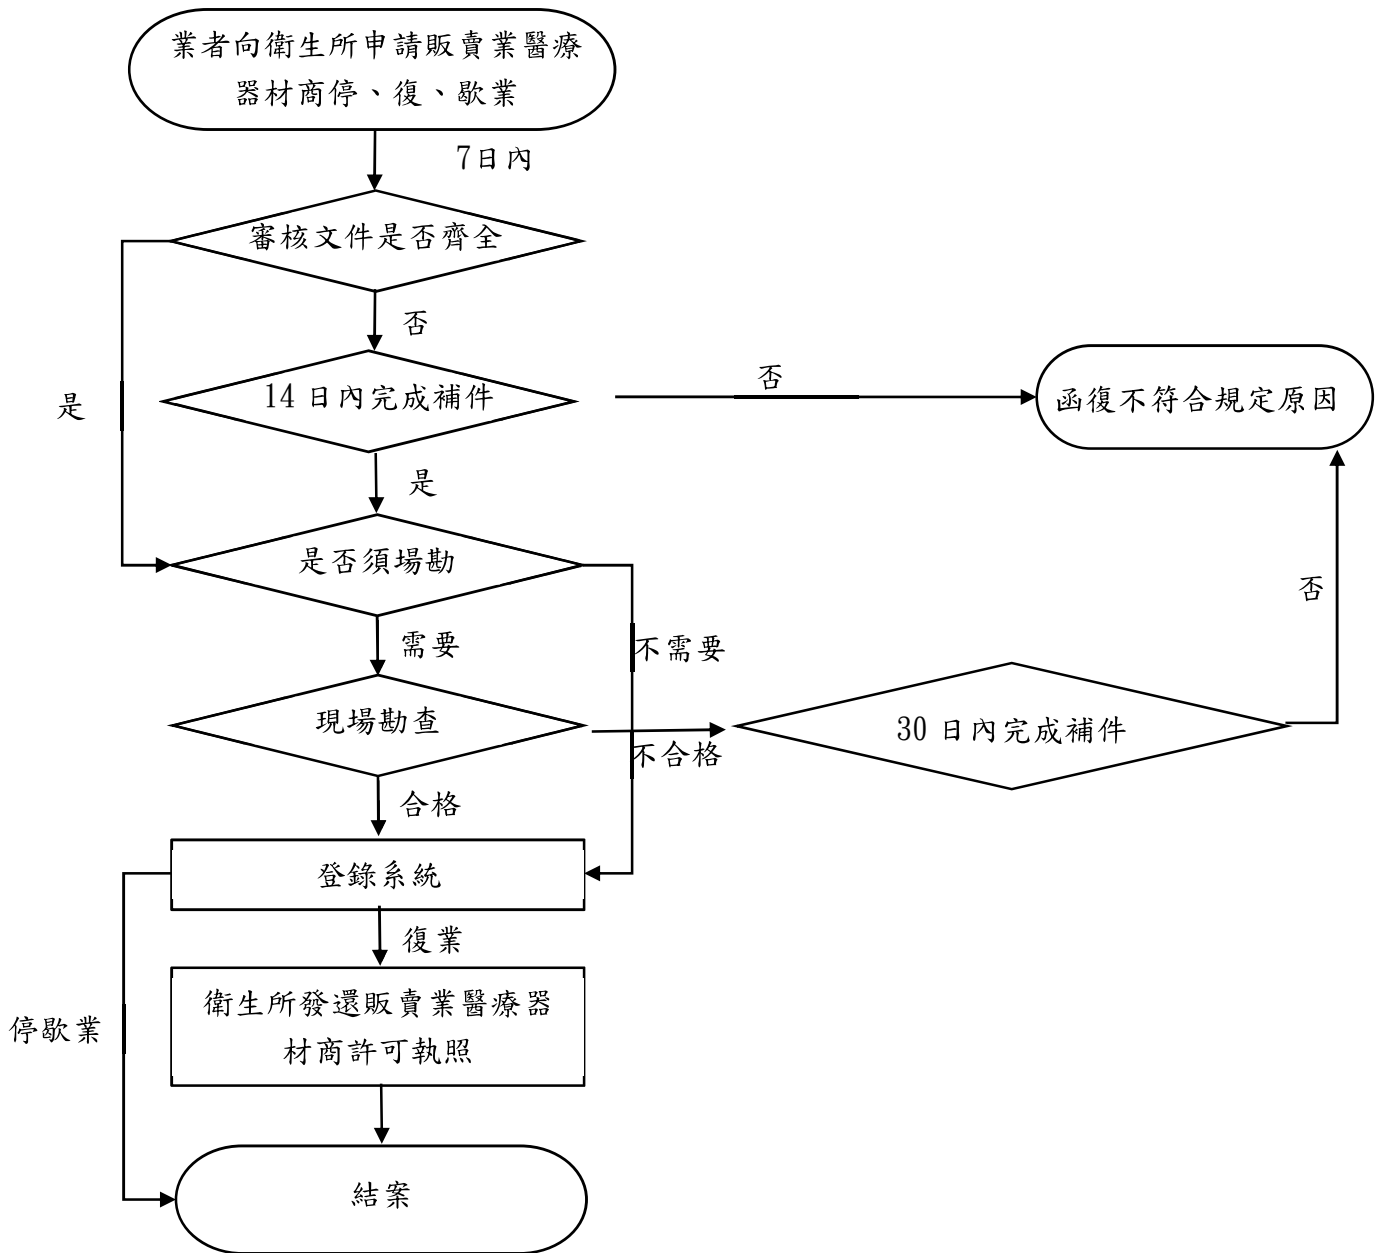 業者向衛生所申請販賣業醫療
器材商停、復、歇業
7日內
審核文件是否齊全
否
14 日內完成補件
否
函復不符合規定原因
是
是
是否須場勘
否
需要
不需要
現場勘查
30 日內完成補件
不合格
合格
登錄系統
復業
衛生所發還販賣業醫療器
材商許可執照
停歇業
結案